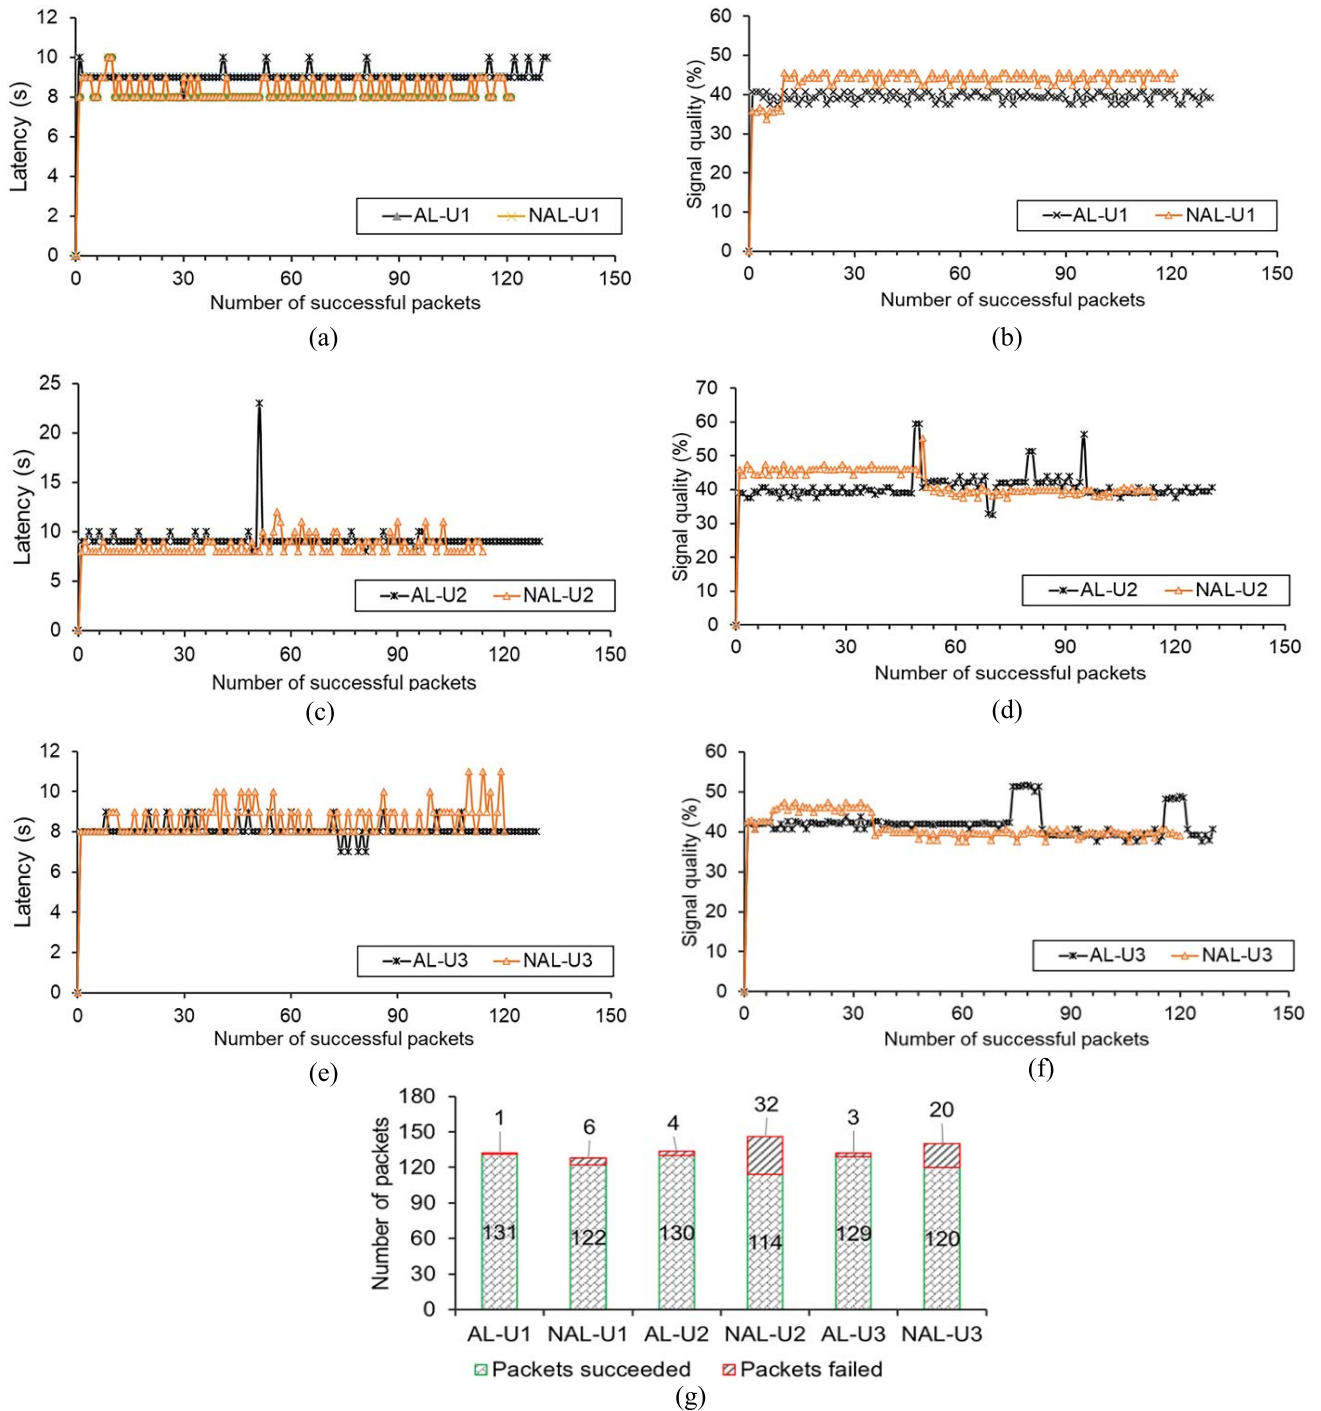 12
10
8
6
4
2
0
Latency (s)
AL-U1 NAL-U1
0 30 60 90 120 150
Number of successful packets
(a)
60
50
40
30
20
10
0
Signal quality (%)
AL-U1 NAL-U1
0 30 60 90 120 150
Number of successful packets
(b)
25
20
15
10
5
0
Latency (s)
AL-U2 NAL-U2
0 30 60 90 120 150
Number of successful packets
(c)
70
60
50
40
30
20
10
0
Signal quality (%)
AL-U2 NAL-U2
0 30 60 90 120 150
Number of successful packets
(d)
12
10
8
6
4
2
0
Latency (s)
AL-U3 NAL-U3
0 30 60 90 120 150
Number of successful packets
(e)
60
50
40
30
20
10
0
Signal quality (%)
AL-U3 NAL-U3
0 30 60 90 120 150
Number of successful packets
(f)
180
150
120
90
60
30
0
Number of packets
1 6 4 32 3 20
131 122 130 114 129 120
AL-U1 NAL-U1 AL-U2 NAL-U2 AL-U3 NAL-U3
Packets succeeded Packets failed
(g)